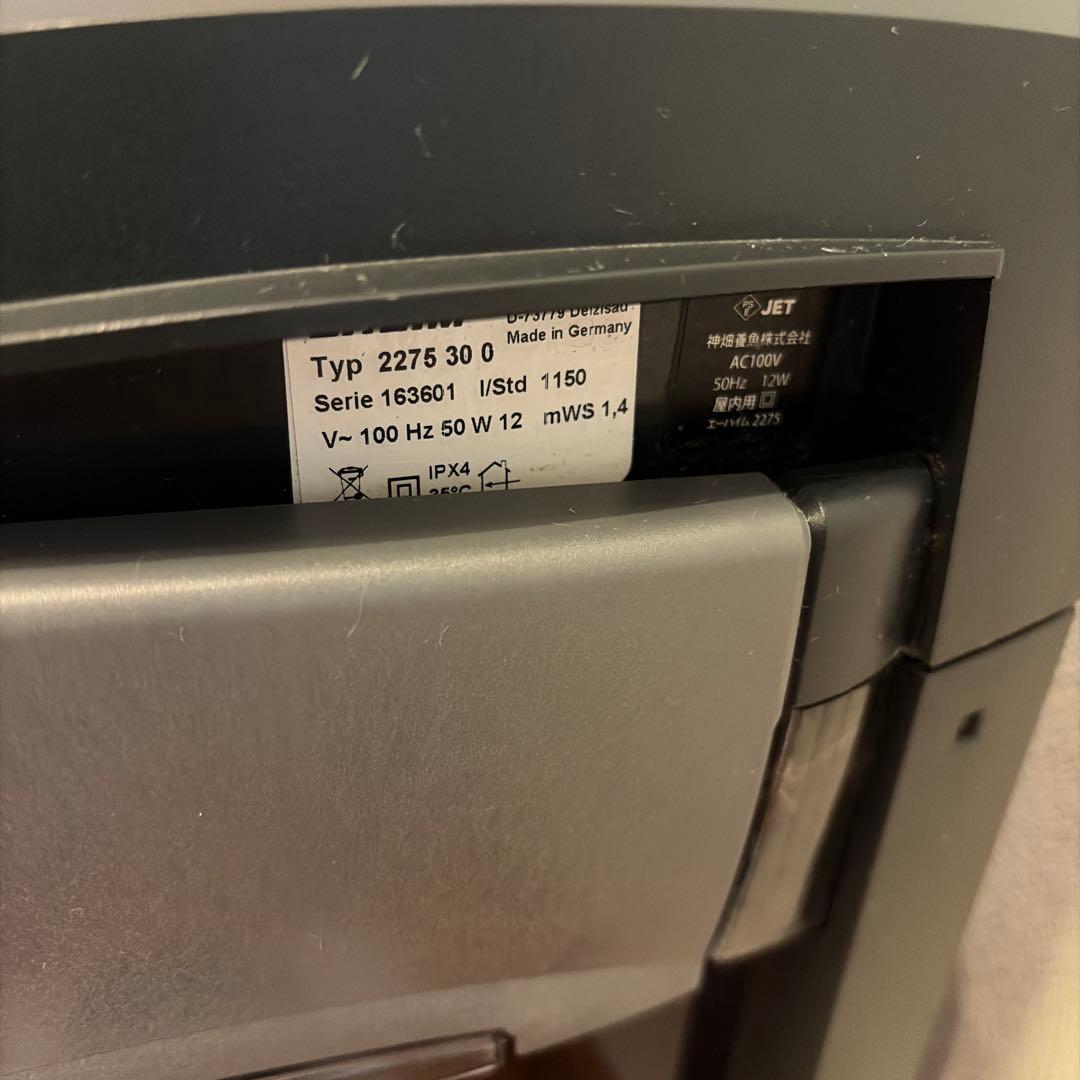 D-73779 Deizisau
Made in Germany
Typ 2275 30 0
Serie 163601 I/Std 1150
V~ 100 Hz 50 W 12 mWS 1,4
IPX4
35°C
PS
E
JET
神畑養魚株式会社
AC100V
50Hz 12W
屋内用
エーハイム 2275